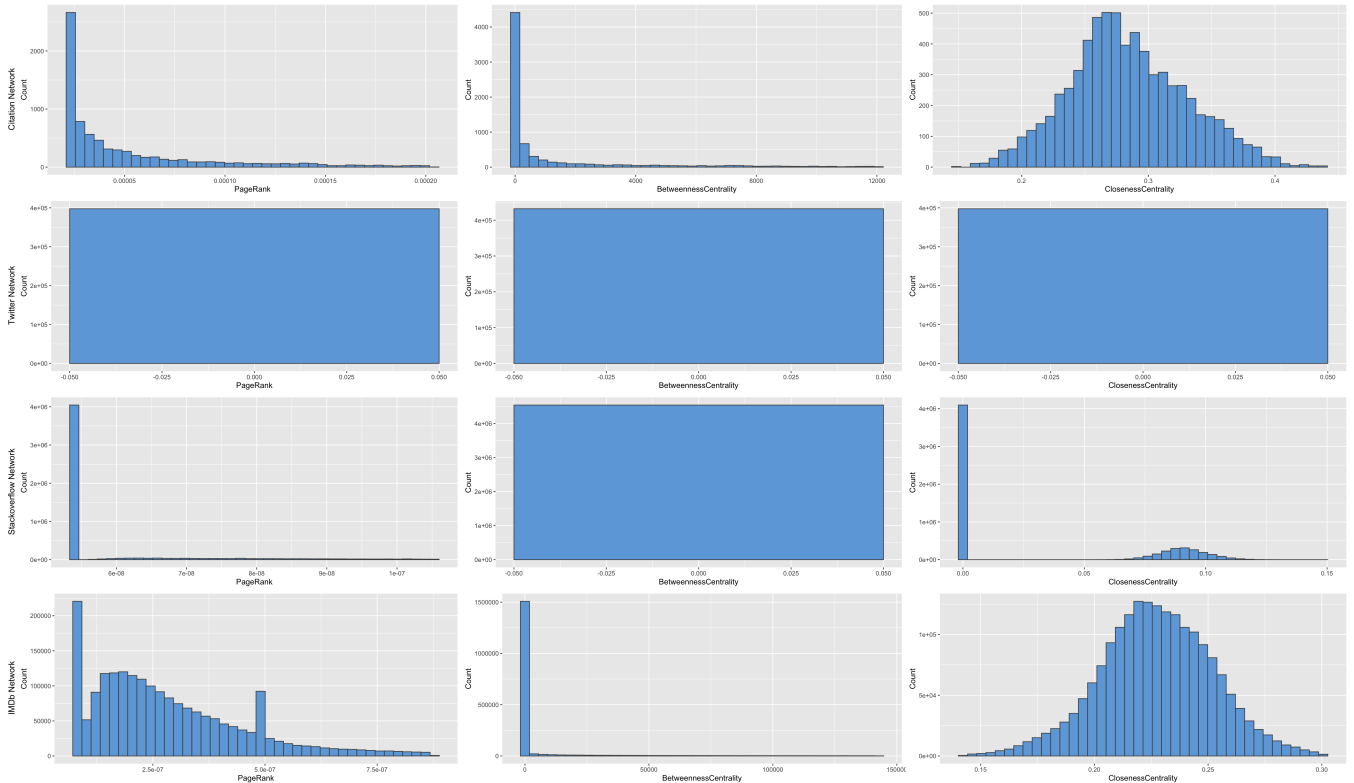 Citation Network
Count
2000
1000
0
0.00005
0.00010
0.00015
0.00020
PageRank
Count
4000
3000
2000
1000
0
0
4000
8000
12000
BetweennessCentrality
Count
500
400
300
200
100
0
0.2
0.3
0.4
ClosenessCentrality
Twitter Network
Count
4e+05
3e+05
2e+05
1e+05
0e+00
-0.050
-0.025
0.000
0.025
0.050
PageRank
Count
4e+05
3e+05
2e+05
1e+05
0e+00
-0.050
-0.025
0.000
0.025
0.050
BetweennessCentrality
Count
4e+05
3e+05
2e+05
1e+05
0e+00
-0.050
-0.025
0.000
0.025
0.050
ClosenessCentrality
Stackoverflow Network
Count
4e+06
3e+06
2e+06
1e+06
0e+00
6e-08
7e-08
8e-08
9e-08
1e-07
PageRank
Count
4e+06
3e+06
2e+06
1e+06
0e+00
-0.050
-0.025
0.000
0.025
0.050
BetweennessCentrality
Count
4e+06
3e+06
2e+06
1e+06
0e+00
0.00
0.05
0.10
0.15
ClosenessCentrality
IMDb Network
Count
200000
150000
100000
50000
0
2.5e-07
5.0e-07
7.5e-07
PageRank
Count
1500000
1000000
500000
0
0
50000
100000
150000
BetweennessCentrality
Count
1e+05
5e+04
0e+00
0.15
0.20
0.25
0.30
ClosenessCentrality